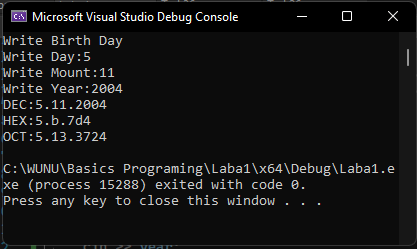 Microsoft Visual Studio Debug Console
Write Birth Day
Write Day:5
Write Mount:11
Write Year:2004
DEC:5.11.2004
HEX:5.b.7d4
OCT:5.13.3724
C:\WUNU\Basics Programing\Laba1\x64\Debug\Laba1.e
xe (process 15288) exited with code 0.
Press any key to close this window . . .